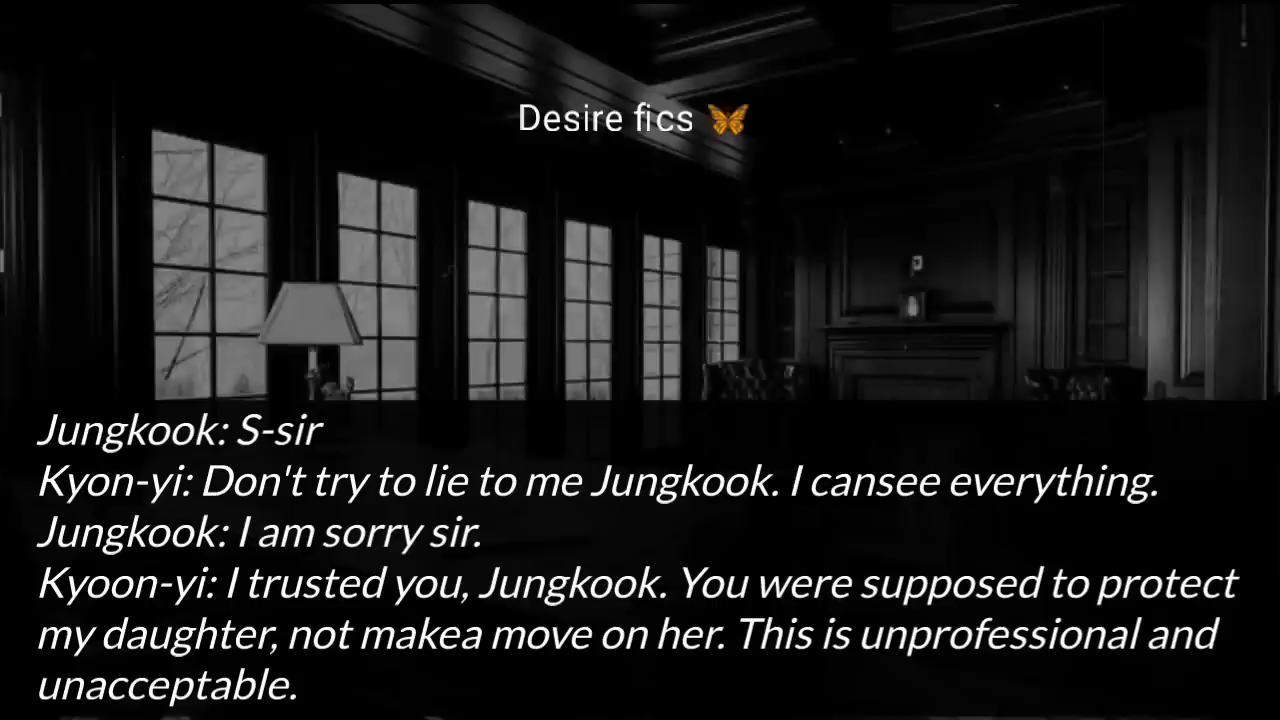 Desire fics 🦋
Jungkook: S-sir
Kyon-yi: Don't try to lie to me Jungkook. I cansee everything.
Jungkook: I am sorry sir.
Kyoon-yi: I trusted you, Jungkook. You were supposed to protect
my daughter, not makea move on her. This is unprofessional and
unacceptable.